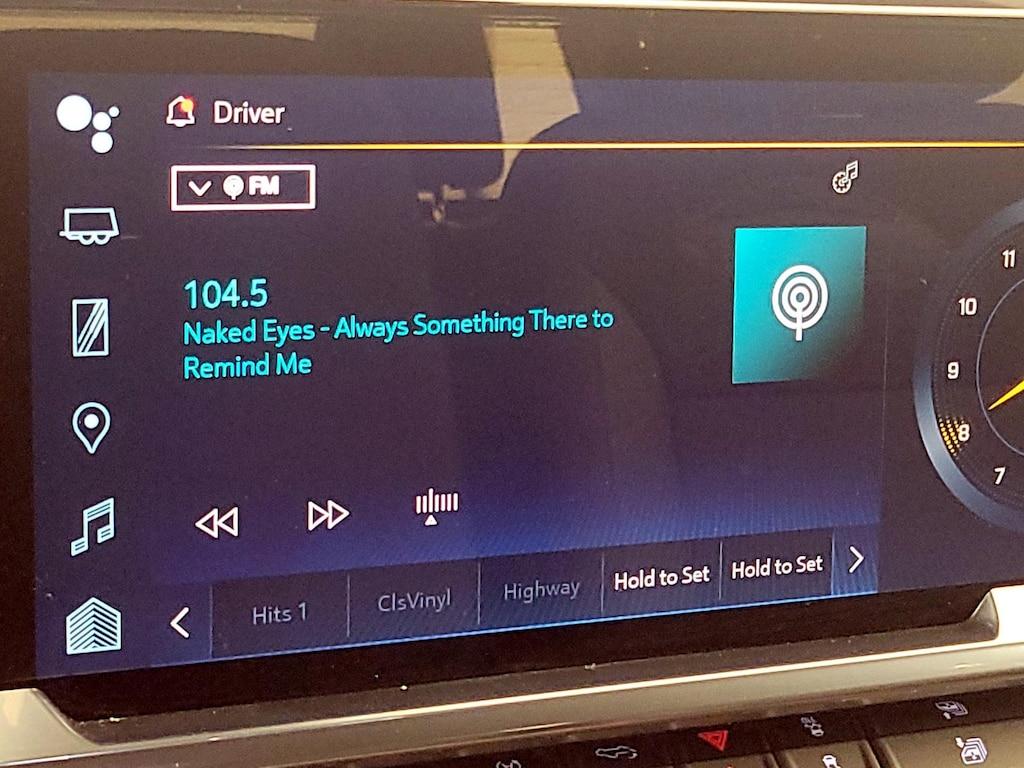 Driver
FM
104.5
Naked Eyes - Always Something There to
Remind Me
Hits 1
ClsVinyl
Highway
Hold to Set
Hold to Set
11
10
9
8
7